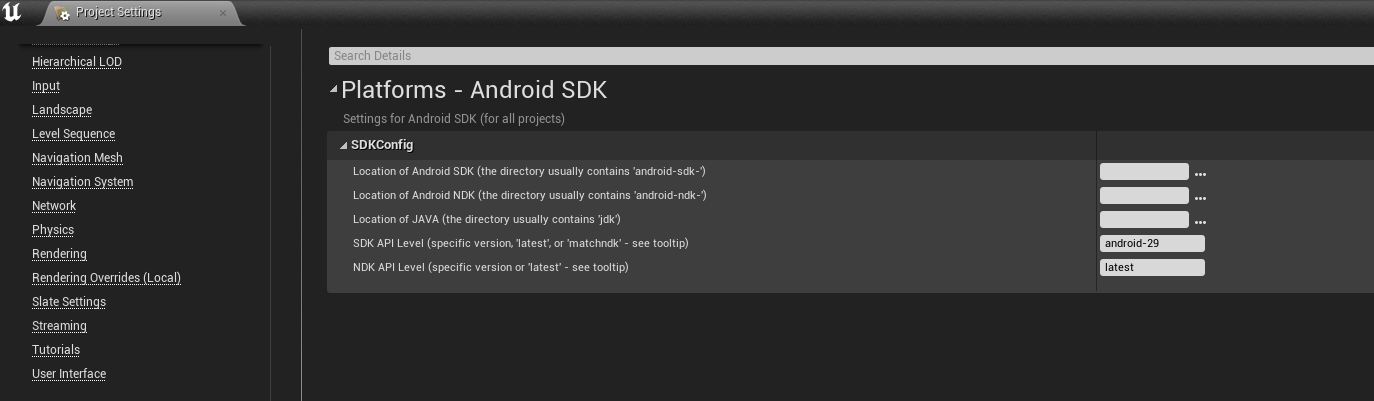 Project Settings
Hierarchical LOD
Input
Landscape
Level Sequence
Navigation Mesh
Navigation System
Network
Physics
Rendering
Rendering Overrides (Local)
Slate Settings
Streaming
Tutorials
User Interface
Search Details
Platforms - Android SDK
Settings for Android SDK (for all projects)
SDKConfig
Location of Android SDK (the directory usually contains 'android-sdk-') ...
Location of Android NDK (the directory usually contains 'android-ndk-') ...
Location of JAVA (the directory usually contains 'jdk') ...
SDK API Level (specific version, 'latest', or 'matchndk' - see tooltip) android-29
NDK API Level (specific version or 'latest' - see tooltip) latest